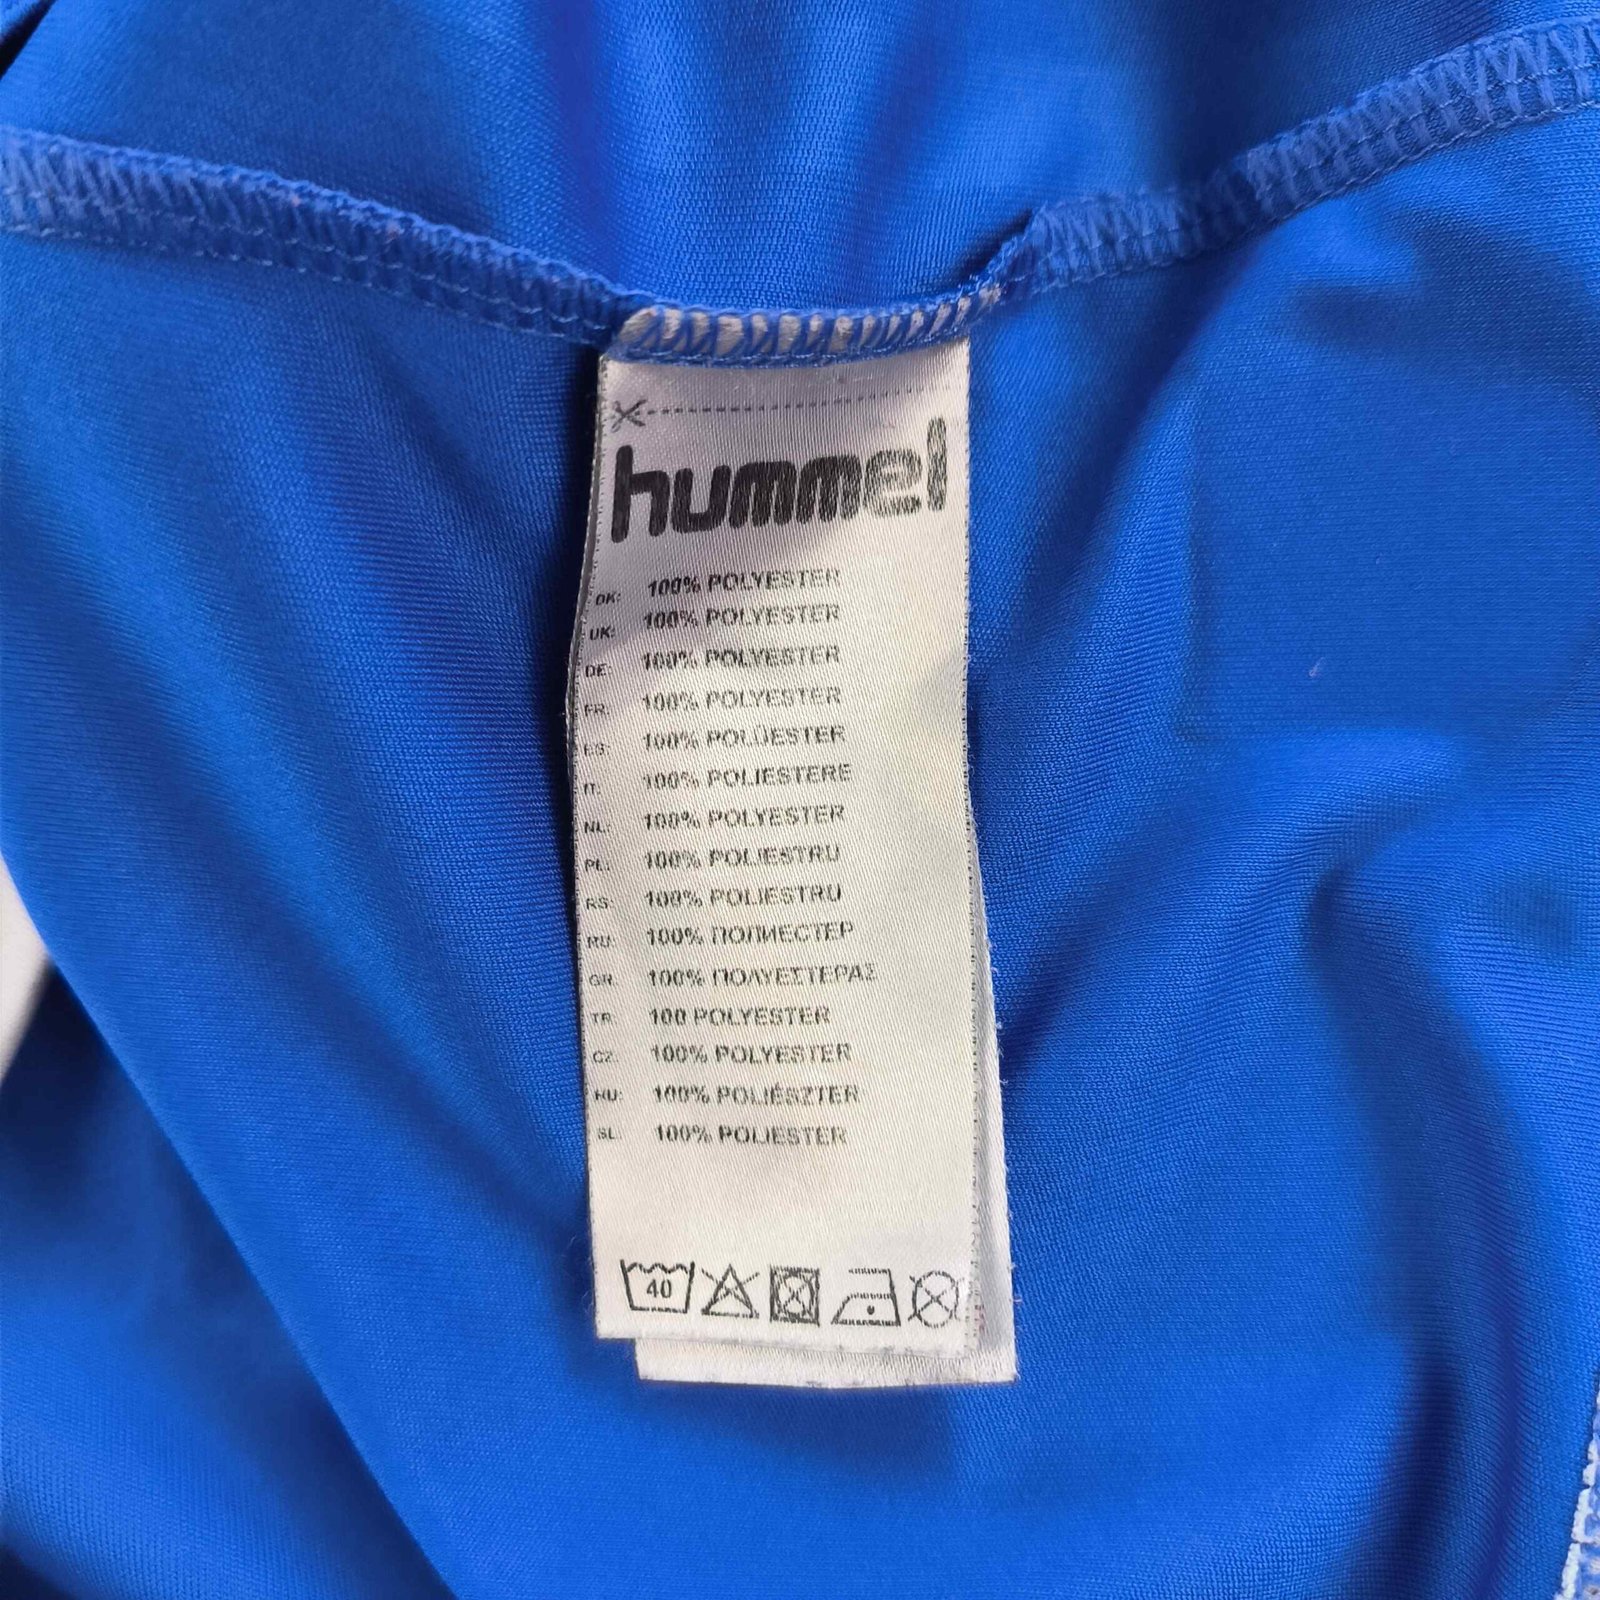 hummel
DK: 100% POLYESTER
UK: 100% POLYESTER
DE: 100% POLYESTER
FR: 100% POLYESTER
ES: 100% POLÜESTER
IT: 100% POLIESTERE
NL: 100% POLYESTER
PL: 100% POLIESTRU
RS: 100% POLIESTRU
RU: 100% ПОЛИЕСТЕР
GR. 100% ΠΟΛΥΕΣΤΕΡΑΣ
TR 100 POLYESTER
CZ: 100% POLYESTER
HU: 100% POLIÉSZTER
SL: 100% POLIESTER
40